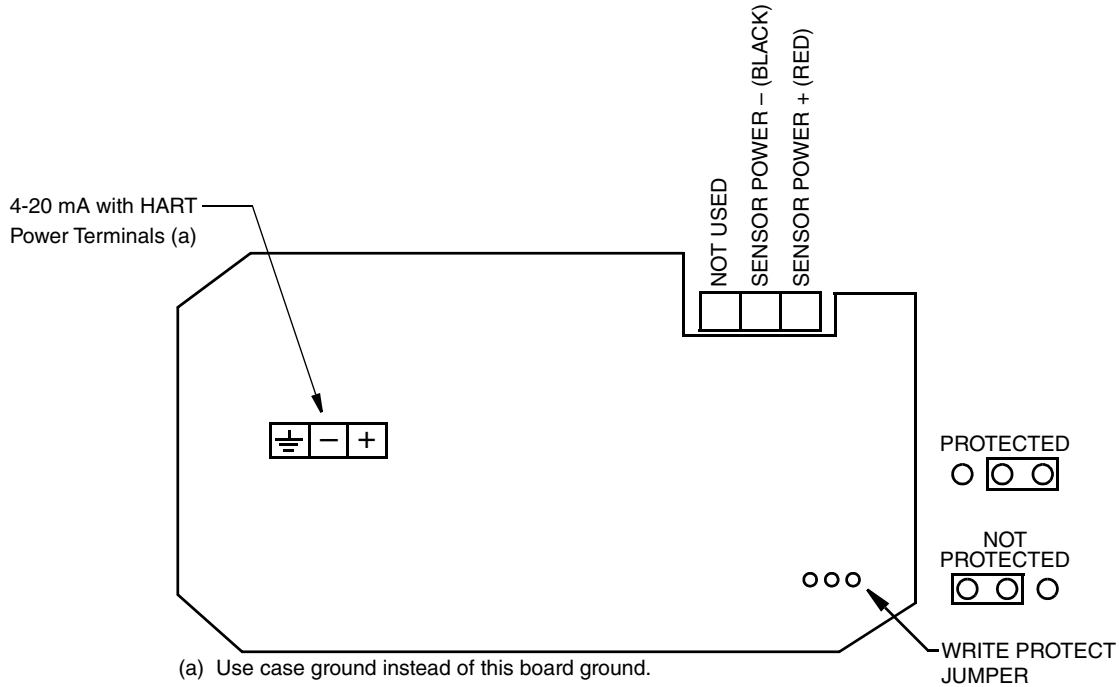 NOT USED
SENSOR POWER – (BLACK)
SENSOR POWER + (RED)
4-20 mA with HART
Power Terminals (a)
– +
PROTECTED
NOT
PROTECTED
WRITE PROTECT
JUMPER
(a) Use case ground instead of this board ground.